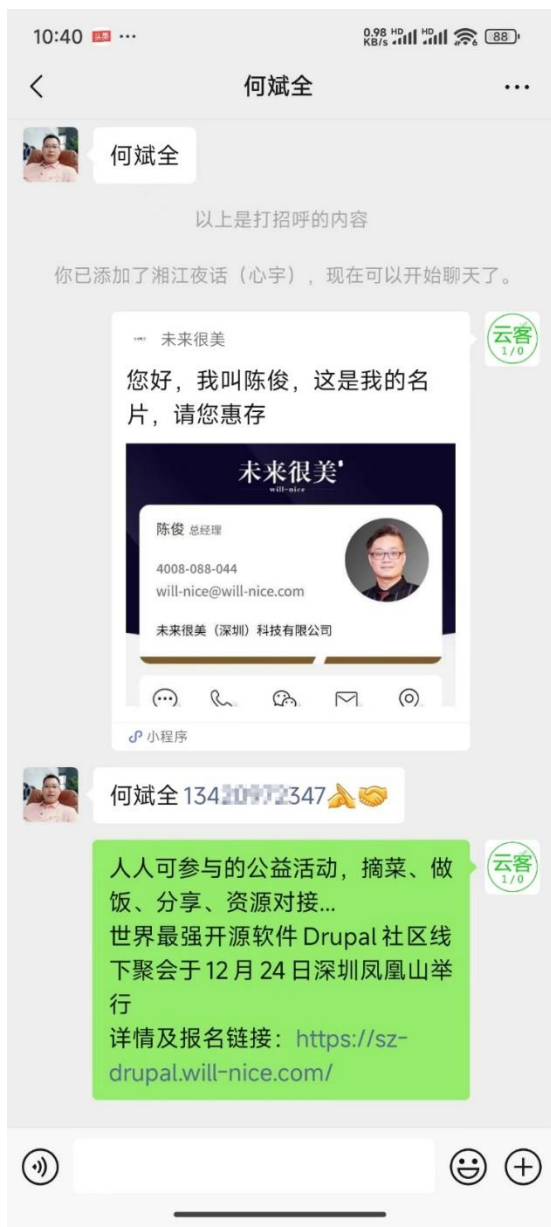 10:40
0.98 KB/s HD HD 88
何斌全
何斌全
以上是打招呼的内容
你已添加了湘江夜话（心宇），现在可以开始聊天了。
云客
1/0
未来很美
您好，我叫陈俊，这是我的名
片，请您惠存
未来很美
will-nice
陈俊 总经理
4008-088-044
will-nice@will-nice.com
未来很美（深圳）科技有限公司
小程序
何斌全 134 347
云客
1/0
人人可参与的公益活动，摘菜、做
饭、分享、资源对接...
世界最强开源软件 Drupal 社区线
下聚会于 12 月 24 日深圳凤凰山举
行
详情及报名链接：https://sz-
drupal.will-nice.com/